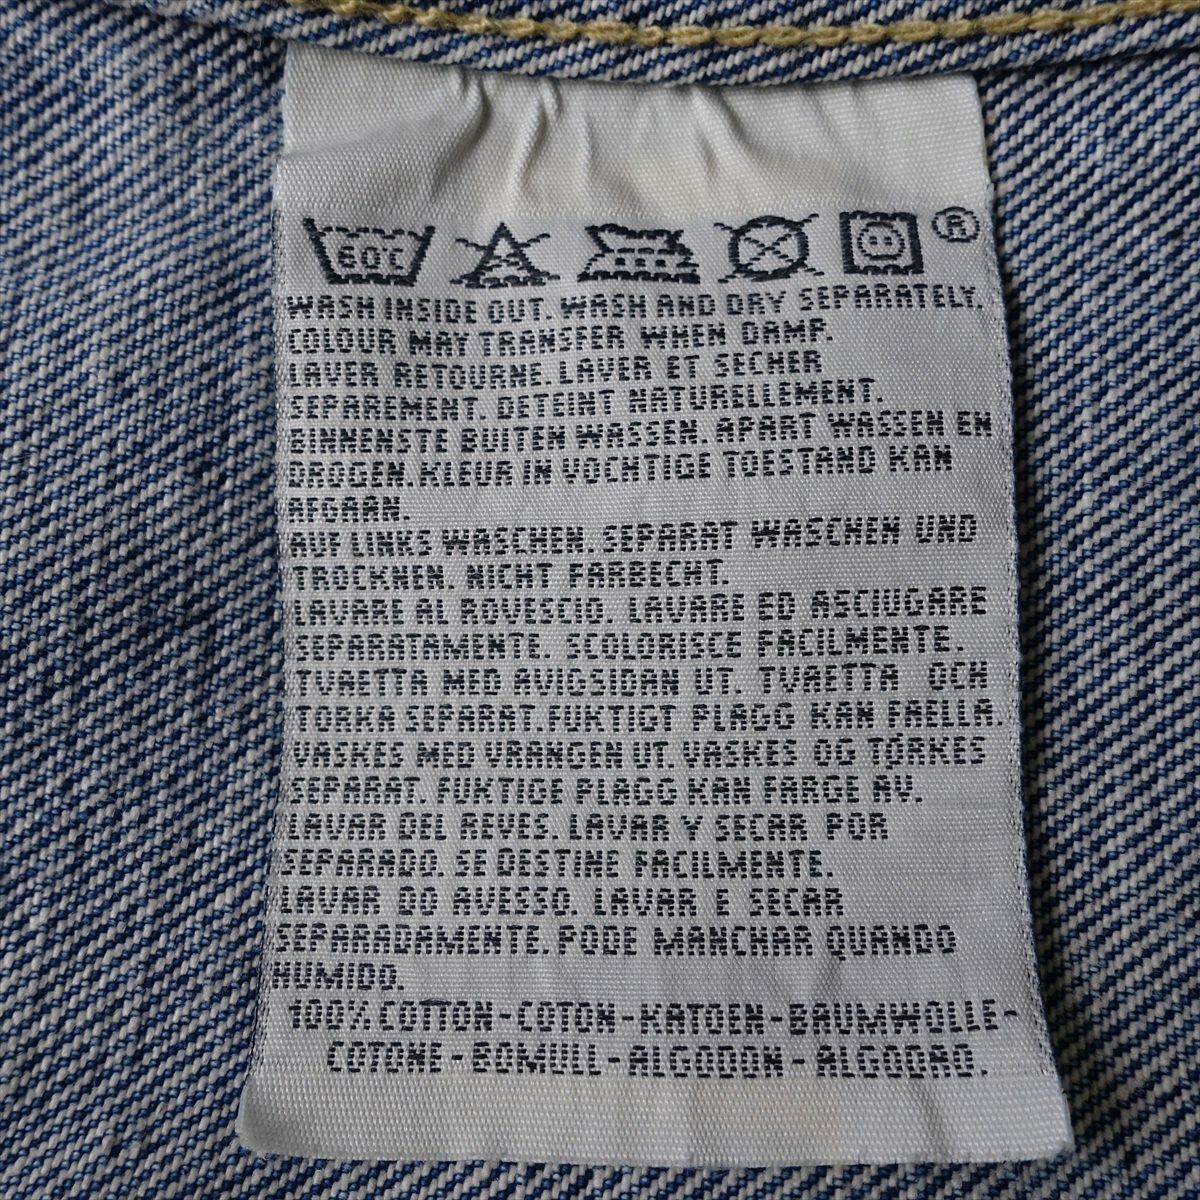 60°C ®
WASH INSIDE OUT. WASH AND DRY SEPARATELY.
COLOUR MAY TRANSFER WHEN DAMP.
LAVER RETOURNE. LAVER ET SECHER
SEPAREMENT. DETEINT NATURELLEMENT.
BINNENSTE BUITEN WASSEN. APART WASSEN EN
DROGEN. KLEUR IN VOCHTIGE TOESTAND KAN
AFGAAN.
AUF LINKS WASCHEN. SEPARAT WASCHEN UND
TROCKNEN. NICHT FARBECHT.
LAVARE AL ROVESCIO. LAVARE ED ASCIUGARE
SEPARATAMENTE. SCOLORISCE FACILMENTE.
TVAETTA MED AVIGSIDAN UT. TVAETTA OCH
TORKA SEPARAT. FUKTIGT PLAGG KAN FAELLA.
VASKES MED VRANGEN UT. VASKES OG TØRKES
SEPARAT. FUKTIGE PLAGG KAN FARGE AV.
LAVAR DEL REVES. LAVAR Y SECAR POR
SEPARADO. SE DESTINE FACILMENTE.
LAVAR DO AVESSO. LAVAR E SECAR
SEPARADAMENTE. PODE MANCHAR QUANDO
HUMIDO.
100% COTTON - COTON - KATOEN - BAUMWOLLE -
COTONE - BOMULL - ALGODON - ALGODAO.